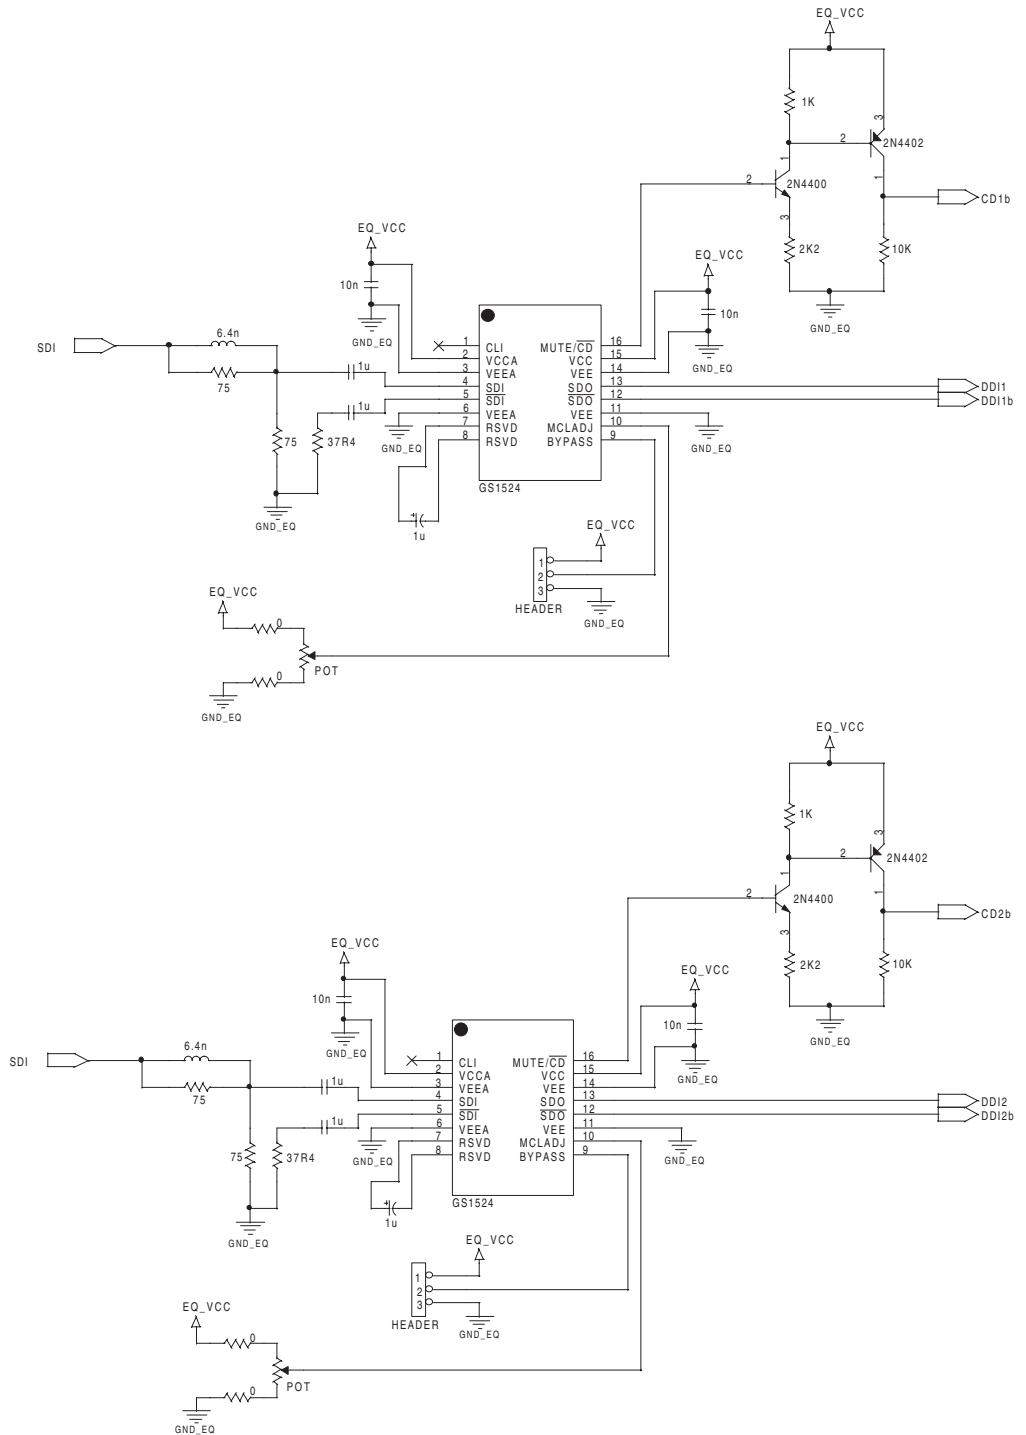 EQ_VCC
1K
3
2
2N4402
1
2
2N4400
1
CD1b
3
2K2
10K
GND_EQ
EQ_VCC
10n
GND_EQ
EQ_VCC
10n
GND_EQ
SDI
6.4n
75
1u
1u
75
37R4
GND_EQ
GND_EQ
1 CLI MUTE/CD 16
2 VCCA VCC 15
3 VEEA VEE 14
4 SDI SDO 13
5 SDI SDO 12
6 VEEA VEE 11
7 RSVD MCLADJ 10
8 RSVD BYPASS 9
GS1524
DDI1
DDI1b
GND_EQ
+
1u
EQ_VCC
1
2
3
HEADER
GND_EQ
EQ_VCC
0
POT
0
GND_EQ
EQ_VCC
1K
3
2
2N4402
1
2
2N4400
1
CD2b
3
2K2
10K
GND_EQ
EQ_VCC
10n
GND_EQ
EQ_VCC
10n
GND_EQ
SDI
6.4n
75
1u
1u
75
37R4
GND_EQ
GND_EQ
1 CLI MUTE/CD 16
2 VCCA VCC 15
3 VEEA VEE 14
4 SDI SDO 13
5 SDI SDO 12
6 VEEA VEE 11
7 RSVD MCLADJ 10
8 RSVD BYPASS 9
GS1524
DDI2
DDI2b
GND_EQ
+
1u
EQ_VCC
1
2
3
HEADER
GND_EQ
EQ_VCC
0
POT
0
GND_EQ